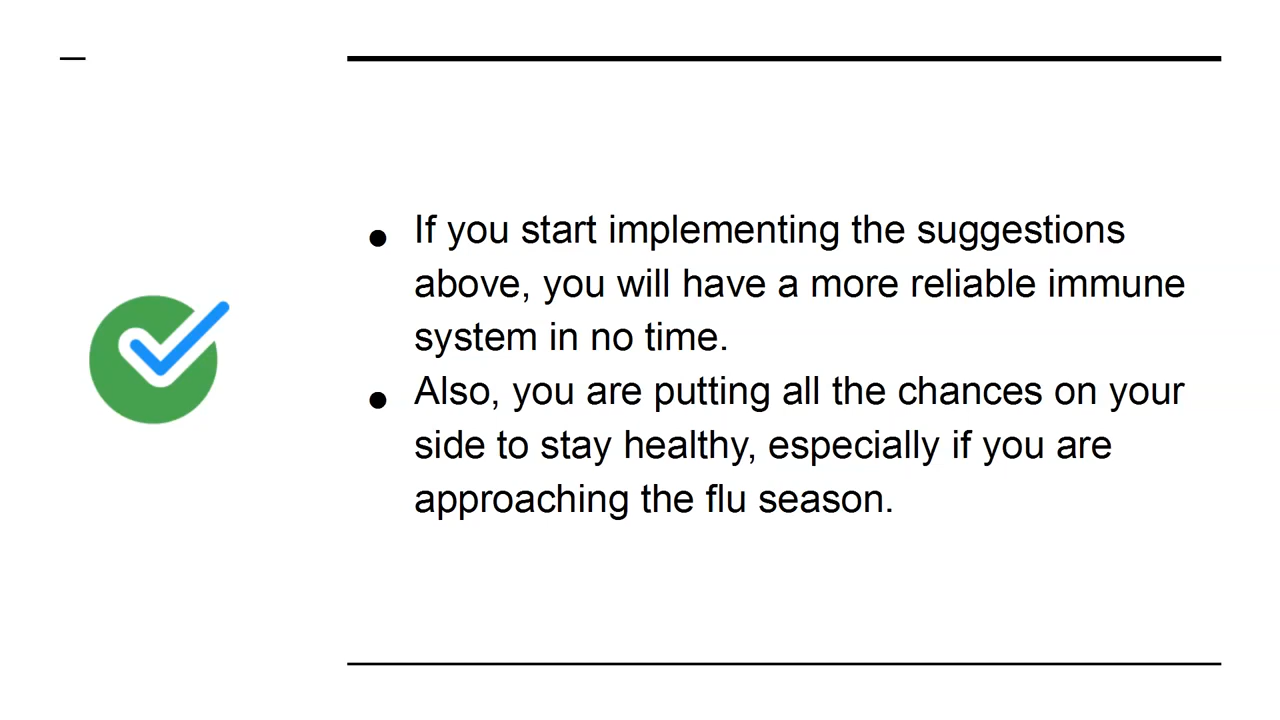 • If you start implementing the suggestions
above, you will have a more reliable immune
system in no time.
• Also, you are putting all the chances on your
side to stay healthy, especially if you are
approaching the flu season.